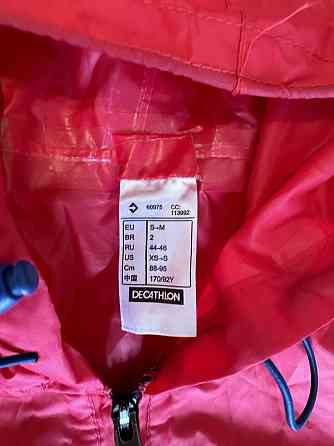 60975 CC: 113992
EU S→M
BR 2
RU 44-46
US XS→S
Cm 88-95
中国 170/92Y
DECATHLON